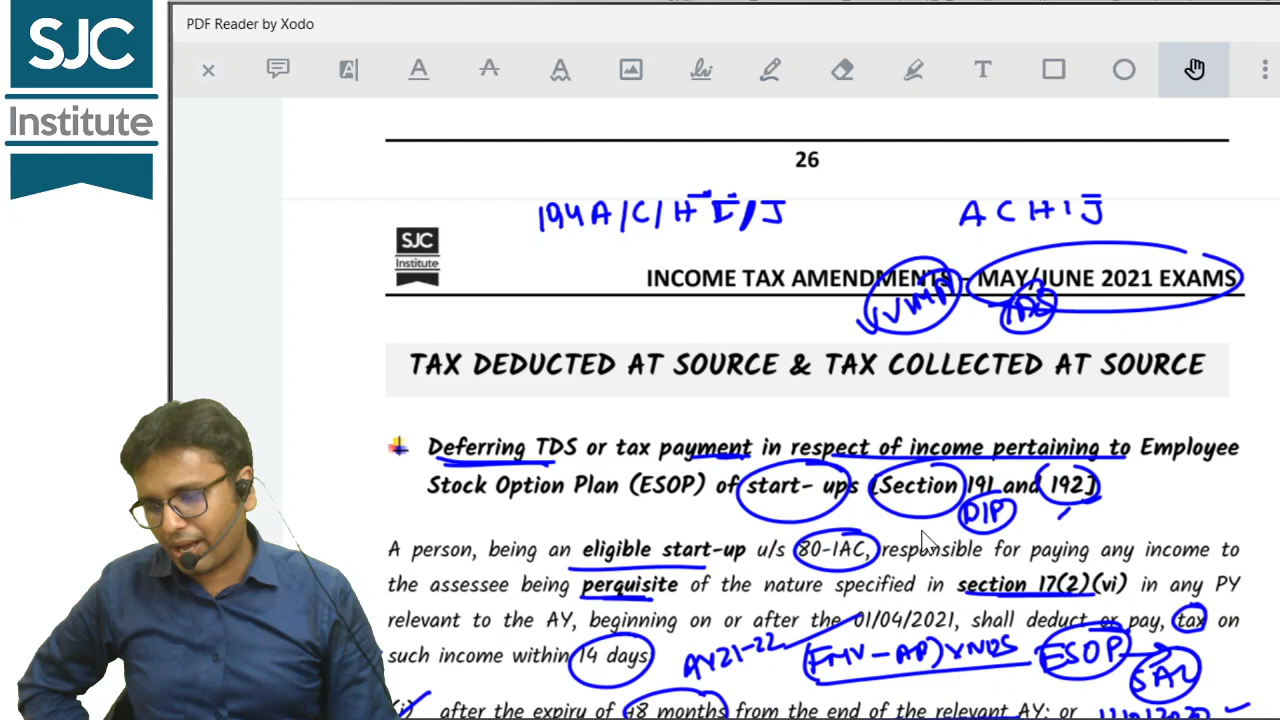 SJC
Institute
PDF Reader by Xodo
26
194A/C/H I/J A C H I J
SJC
Institute
INCOME TAX AMENDMENTS - MAY/JUNE 2021 EXAMS
VVIMP TDS
TAX DEDUCTED AT SOURCE & TAX COLLECTED AT SOURCE
Deferring TDS or tax payment in respect of income pertaining to Employee
Stock Option Plan (ESOP) of start- ups [Section 191 and 192]
DIP
A person, being an eligible start-up u/s 80-IAC, responsible for paying any income to
the assessee being perquisite of the nature specified in section 17(2)(vi) in any PY
relevant to the AY, beginning on or after the 01/04/2021, shall deduct or pay, tax on
such income within 14 days AY21-22 (FMV-AP)XNOS ESOP
SAL
(i) after the expiry of 48 months from the end of the relevant AY; or